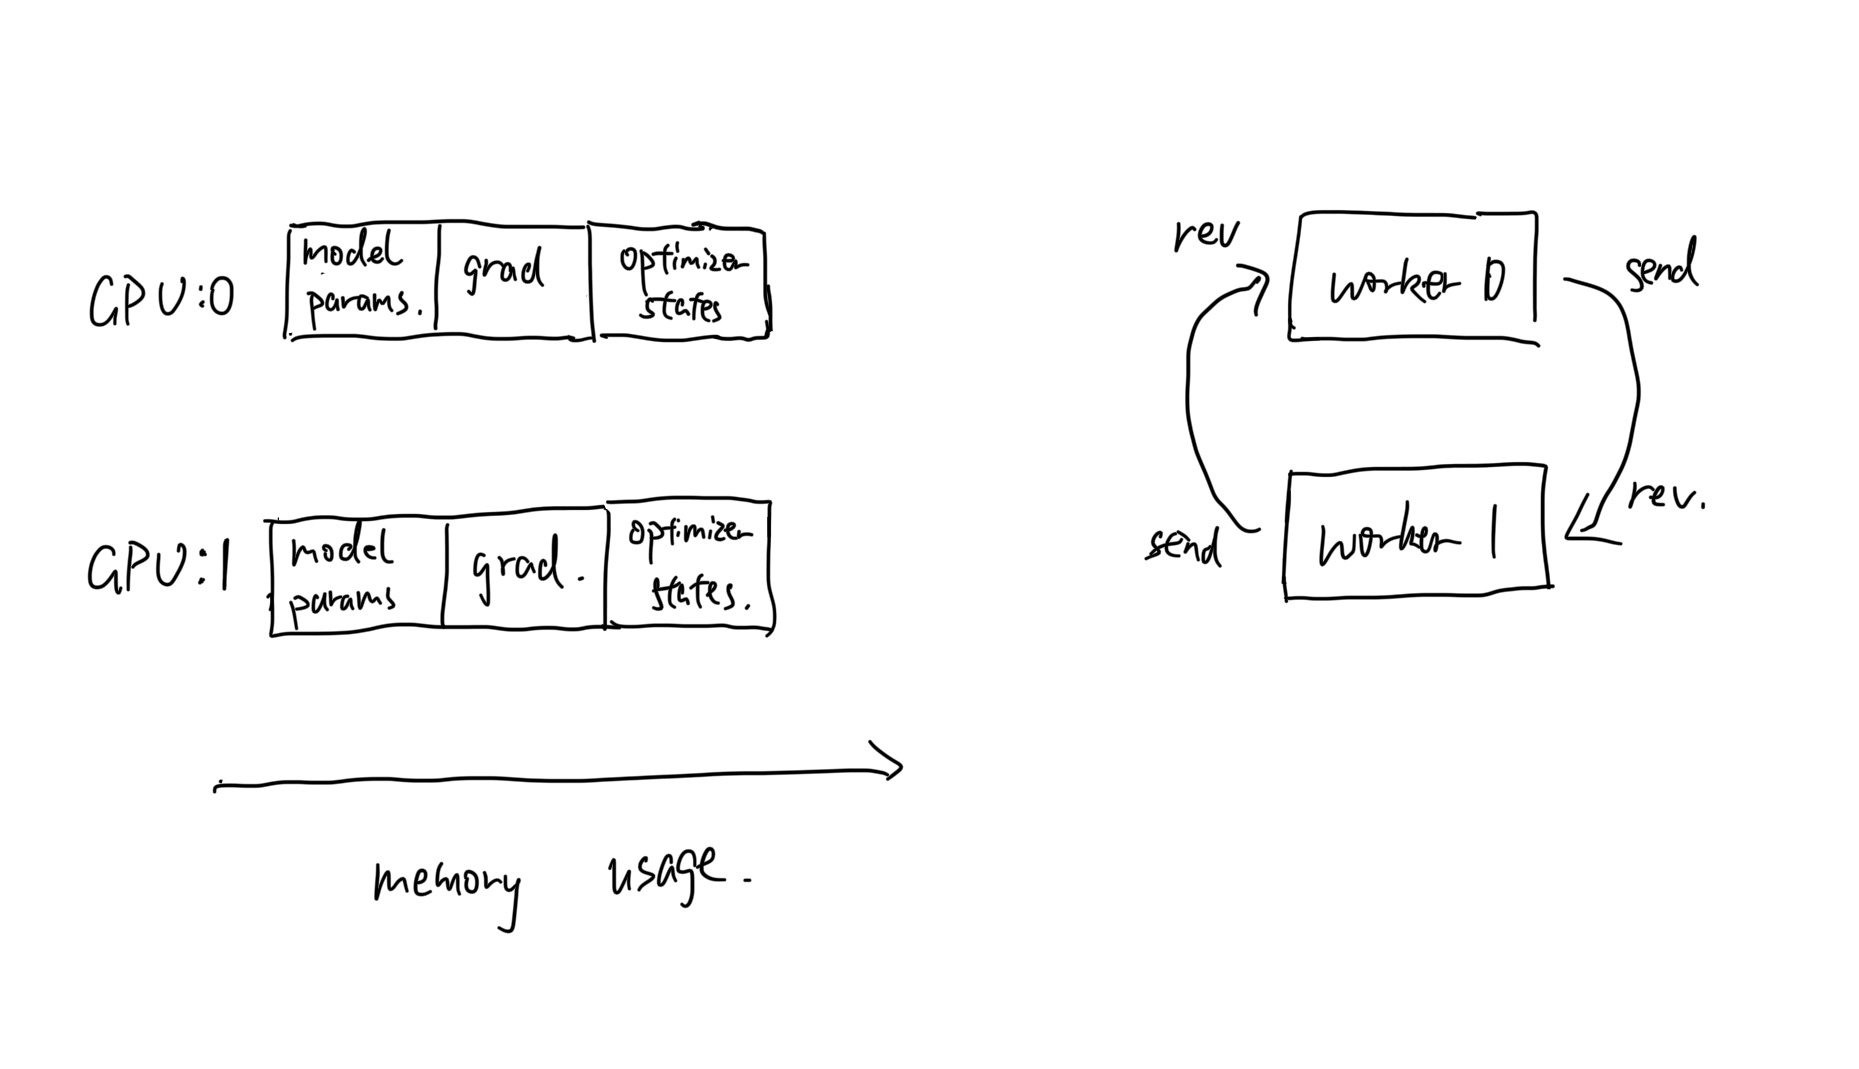 GPU:0
model
params.
grad
optimizer
states
GPU:1
model
params
grad.
optimizer
states.
memory usage.
rev
worker 0
send
send
worker 1
rev.